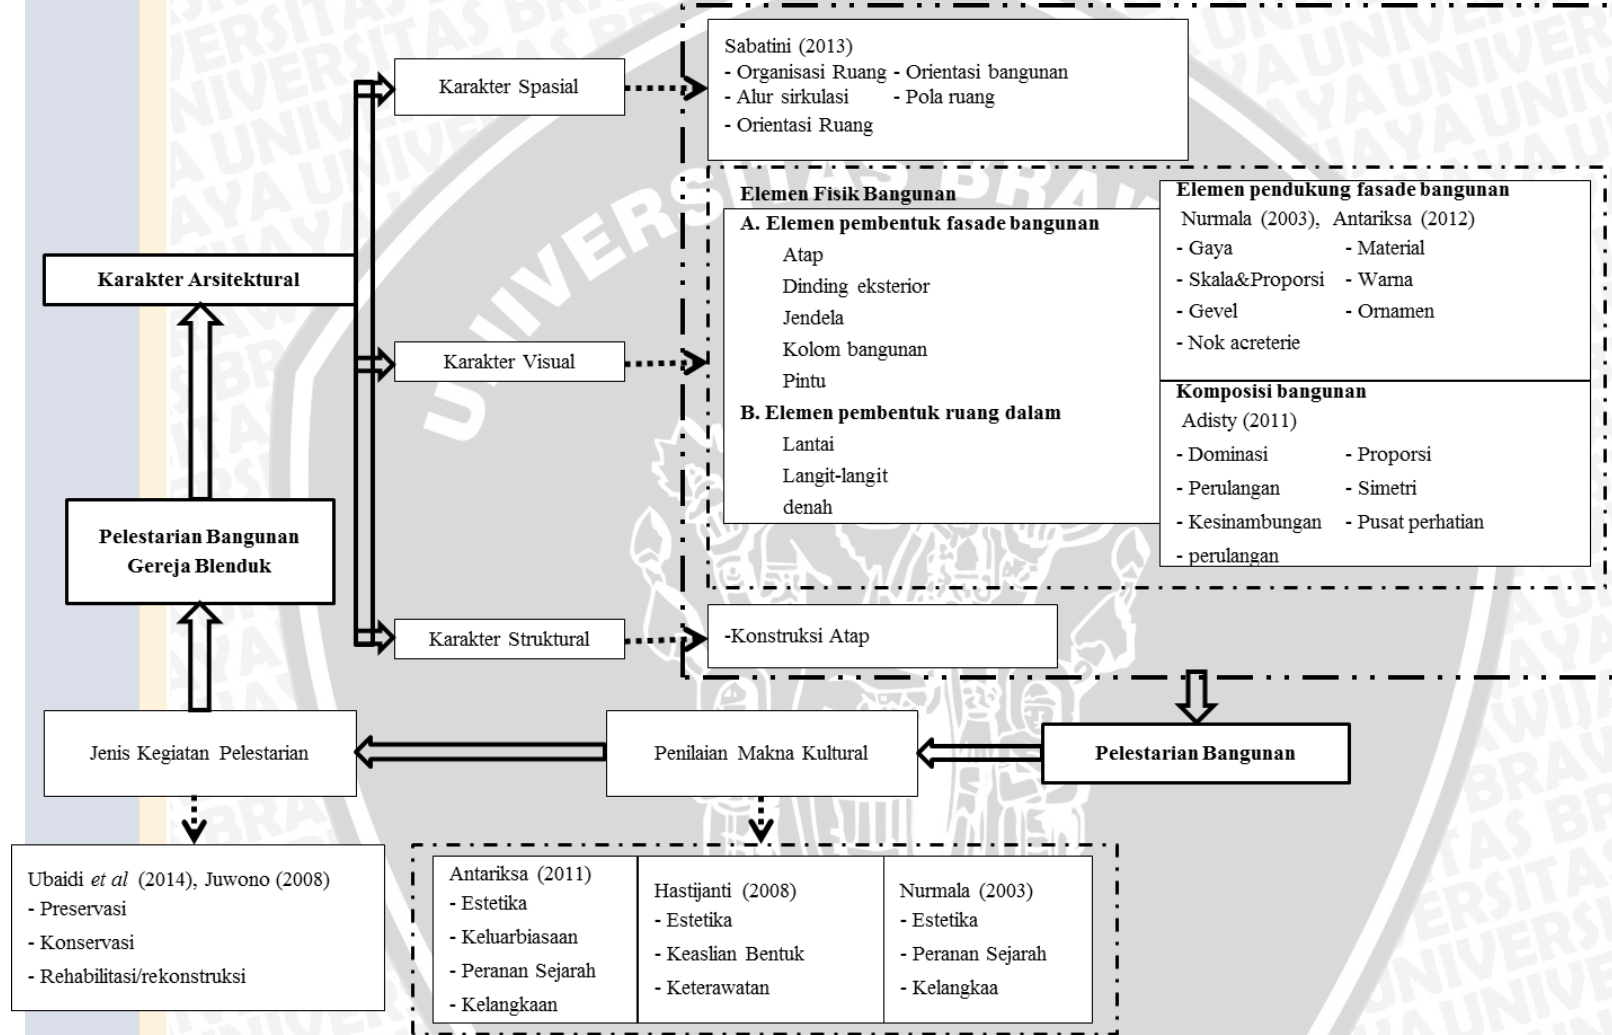 Karakter Spasial
Sabatini (2013)
- Organisasi Ruang - Orientasi bangunan
- Alur sirkulasi - Pola ruang
- Orientasi Ruang
Karakter Arsitektural
Karakter Visual
Elemen Fisik Bangunan
A. Elemen pembentuk fasade bangunan
Atap
Dinding eksterior
Jendela
Kolom bangunan
Pintu
B. Elemen pembentuk ruang dalam
Lantai
Langit-langit
denah
Elemen pendukung fasade bangunan
Nurmala (2003), Antariksa (2012)
- Gaya - Material
- Skala&Proporsi - Warna
- Gevel - Ornamen
- Nok acreterie
Komposisi bangunan
Adisty (2011)
- Dominasi - Proporsi
- Perulangan - Simetri
- Kesinambungan - Pusat perhatian
- perulangan
Pelestarian Bangunan
Gereja Blenduk
Karakter Struktural
-Konstruksi Atap
Jenis Kegiatan Pelestarian
Penilaian Makna Kultural
Pelestarian Bangunan
Ubaidi et al (2014), Juwono (2008)
- Preservasi
- Konservasi
- Rehabilitasi/rekonstruksi
Antariksa (2011)
- Estetika
- Keluarbiasaan
- Peranan Sejarah
- Kelangkaan
Hastijanti (2008)
- Estetika
- Keaslian Bentuk
- Keterawatan
Nurmala (2003)
- Estetika
- Peranan Sejarah
- Kelangkaa